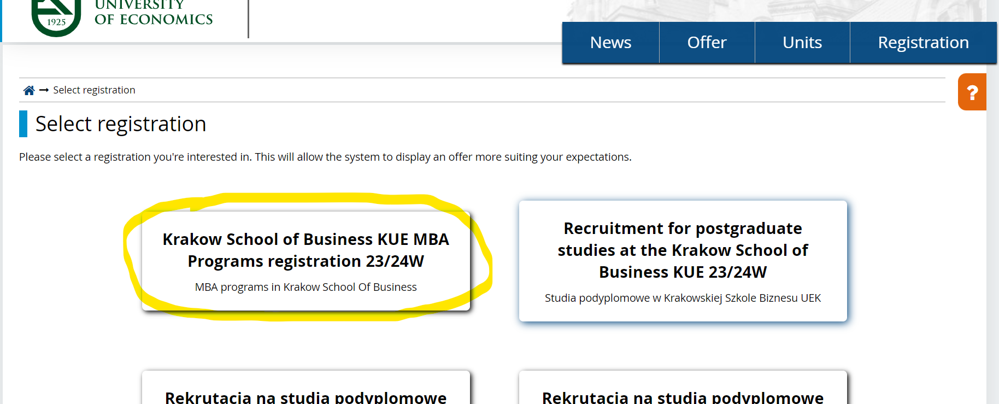 UNIVERSITY
OF ECONOMICS
1925
News
Offer
Units
Registration
Select registration
?
Select registration
Please select a registration you're interested in. This will allow the system to display an offer more suiting your expectations.
Krakow School of Business KUE MBA
Programs registration 23/24W
MBA programs in Krakow School Of Business
Recruitment for postgraduate
studies at the Krakow School of
Business KUE 23/24W
Studia podyplomowe w Krakowskiej Szkole Biznesu UEK
Rekrutacja na studia podyplomowe
Rekrutacja na studia podyplomowe